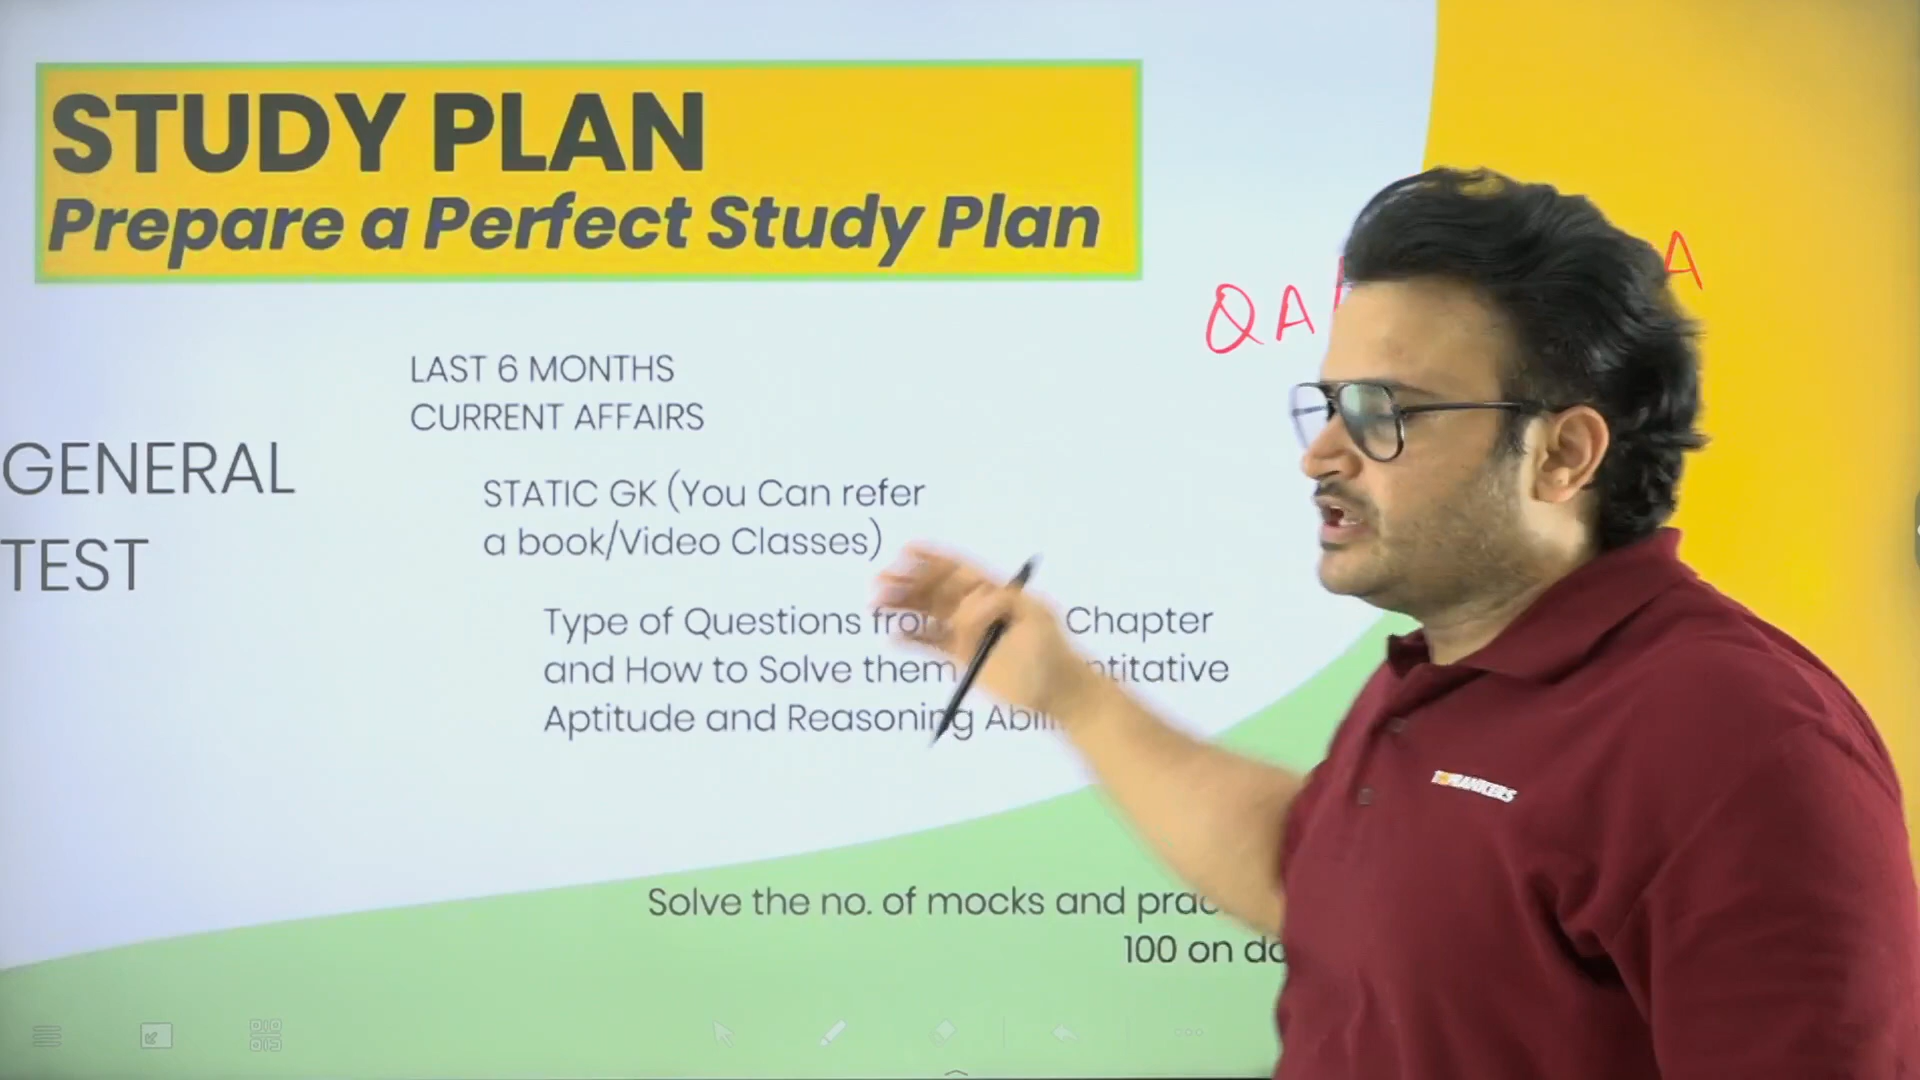 STUDY PLAN
Prepare a Perfect Study Plan
QA
A
LAST 6 MONTHS
CURRENT AFFAIRS
GENERAL
TEST
STATIC GK (You Can refer
a book/Video Classes)
Type of Questions Chapter
and How to Solve them
Aptitude and Reasoning
Solve the no. of mocks and
100 on
TOPRANKERS